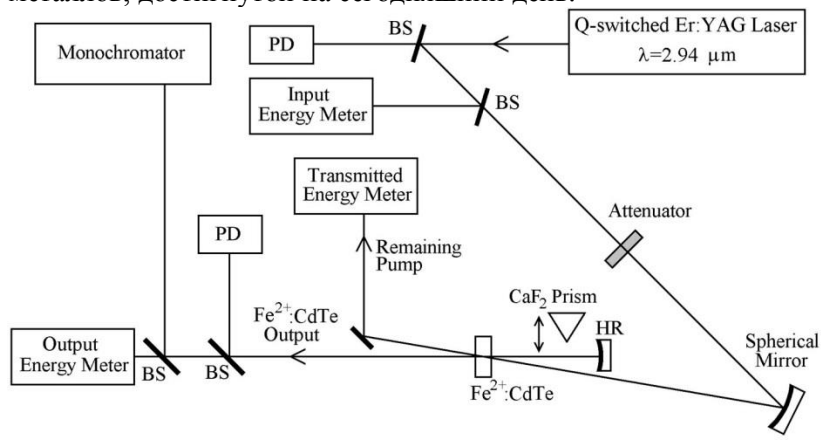 металлов, достигнутой на сегодняшний день.
Monochromator
PD
BS
Q-switched Er:YAG Laser
λ=2.94 μm
Input
Energy Meter
BS
Transmitted
Energy Meter
Attenuator
PD
Remaining
Pump
CaF2 Prism
Fe2+:CdTe
Output
HR
Spherical
Mirror
Output
Energy Meter
BS
BS
Fe2+:CdTe